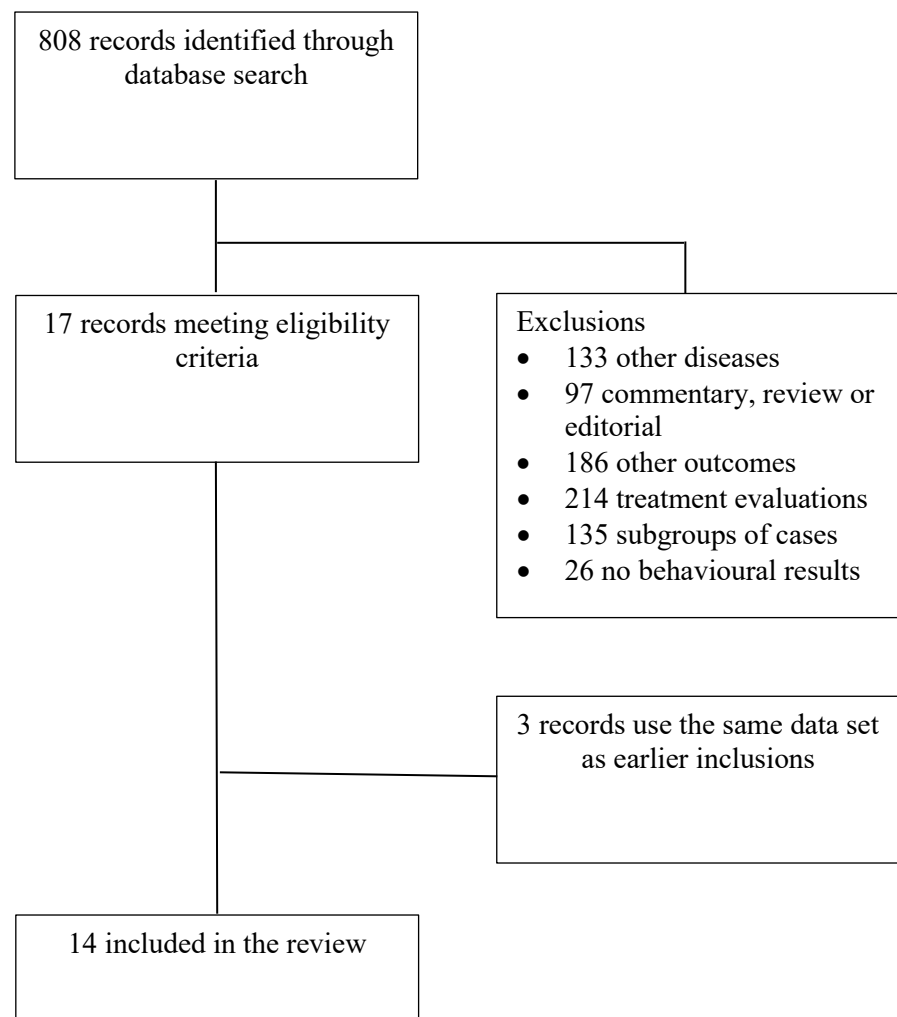 808 records identified through
database search
17 records meeting eligibility
criteria
Exclusions
• 133 other diseases
• 97 commentary, review or
editorial
• 186 other outcomes
• 214 treatment evaluations
• 135 subgroups of cases
• 26 no behavioural results
3 records use the same data set
as earlier inclusions
14 included in the review